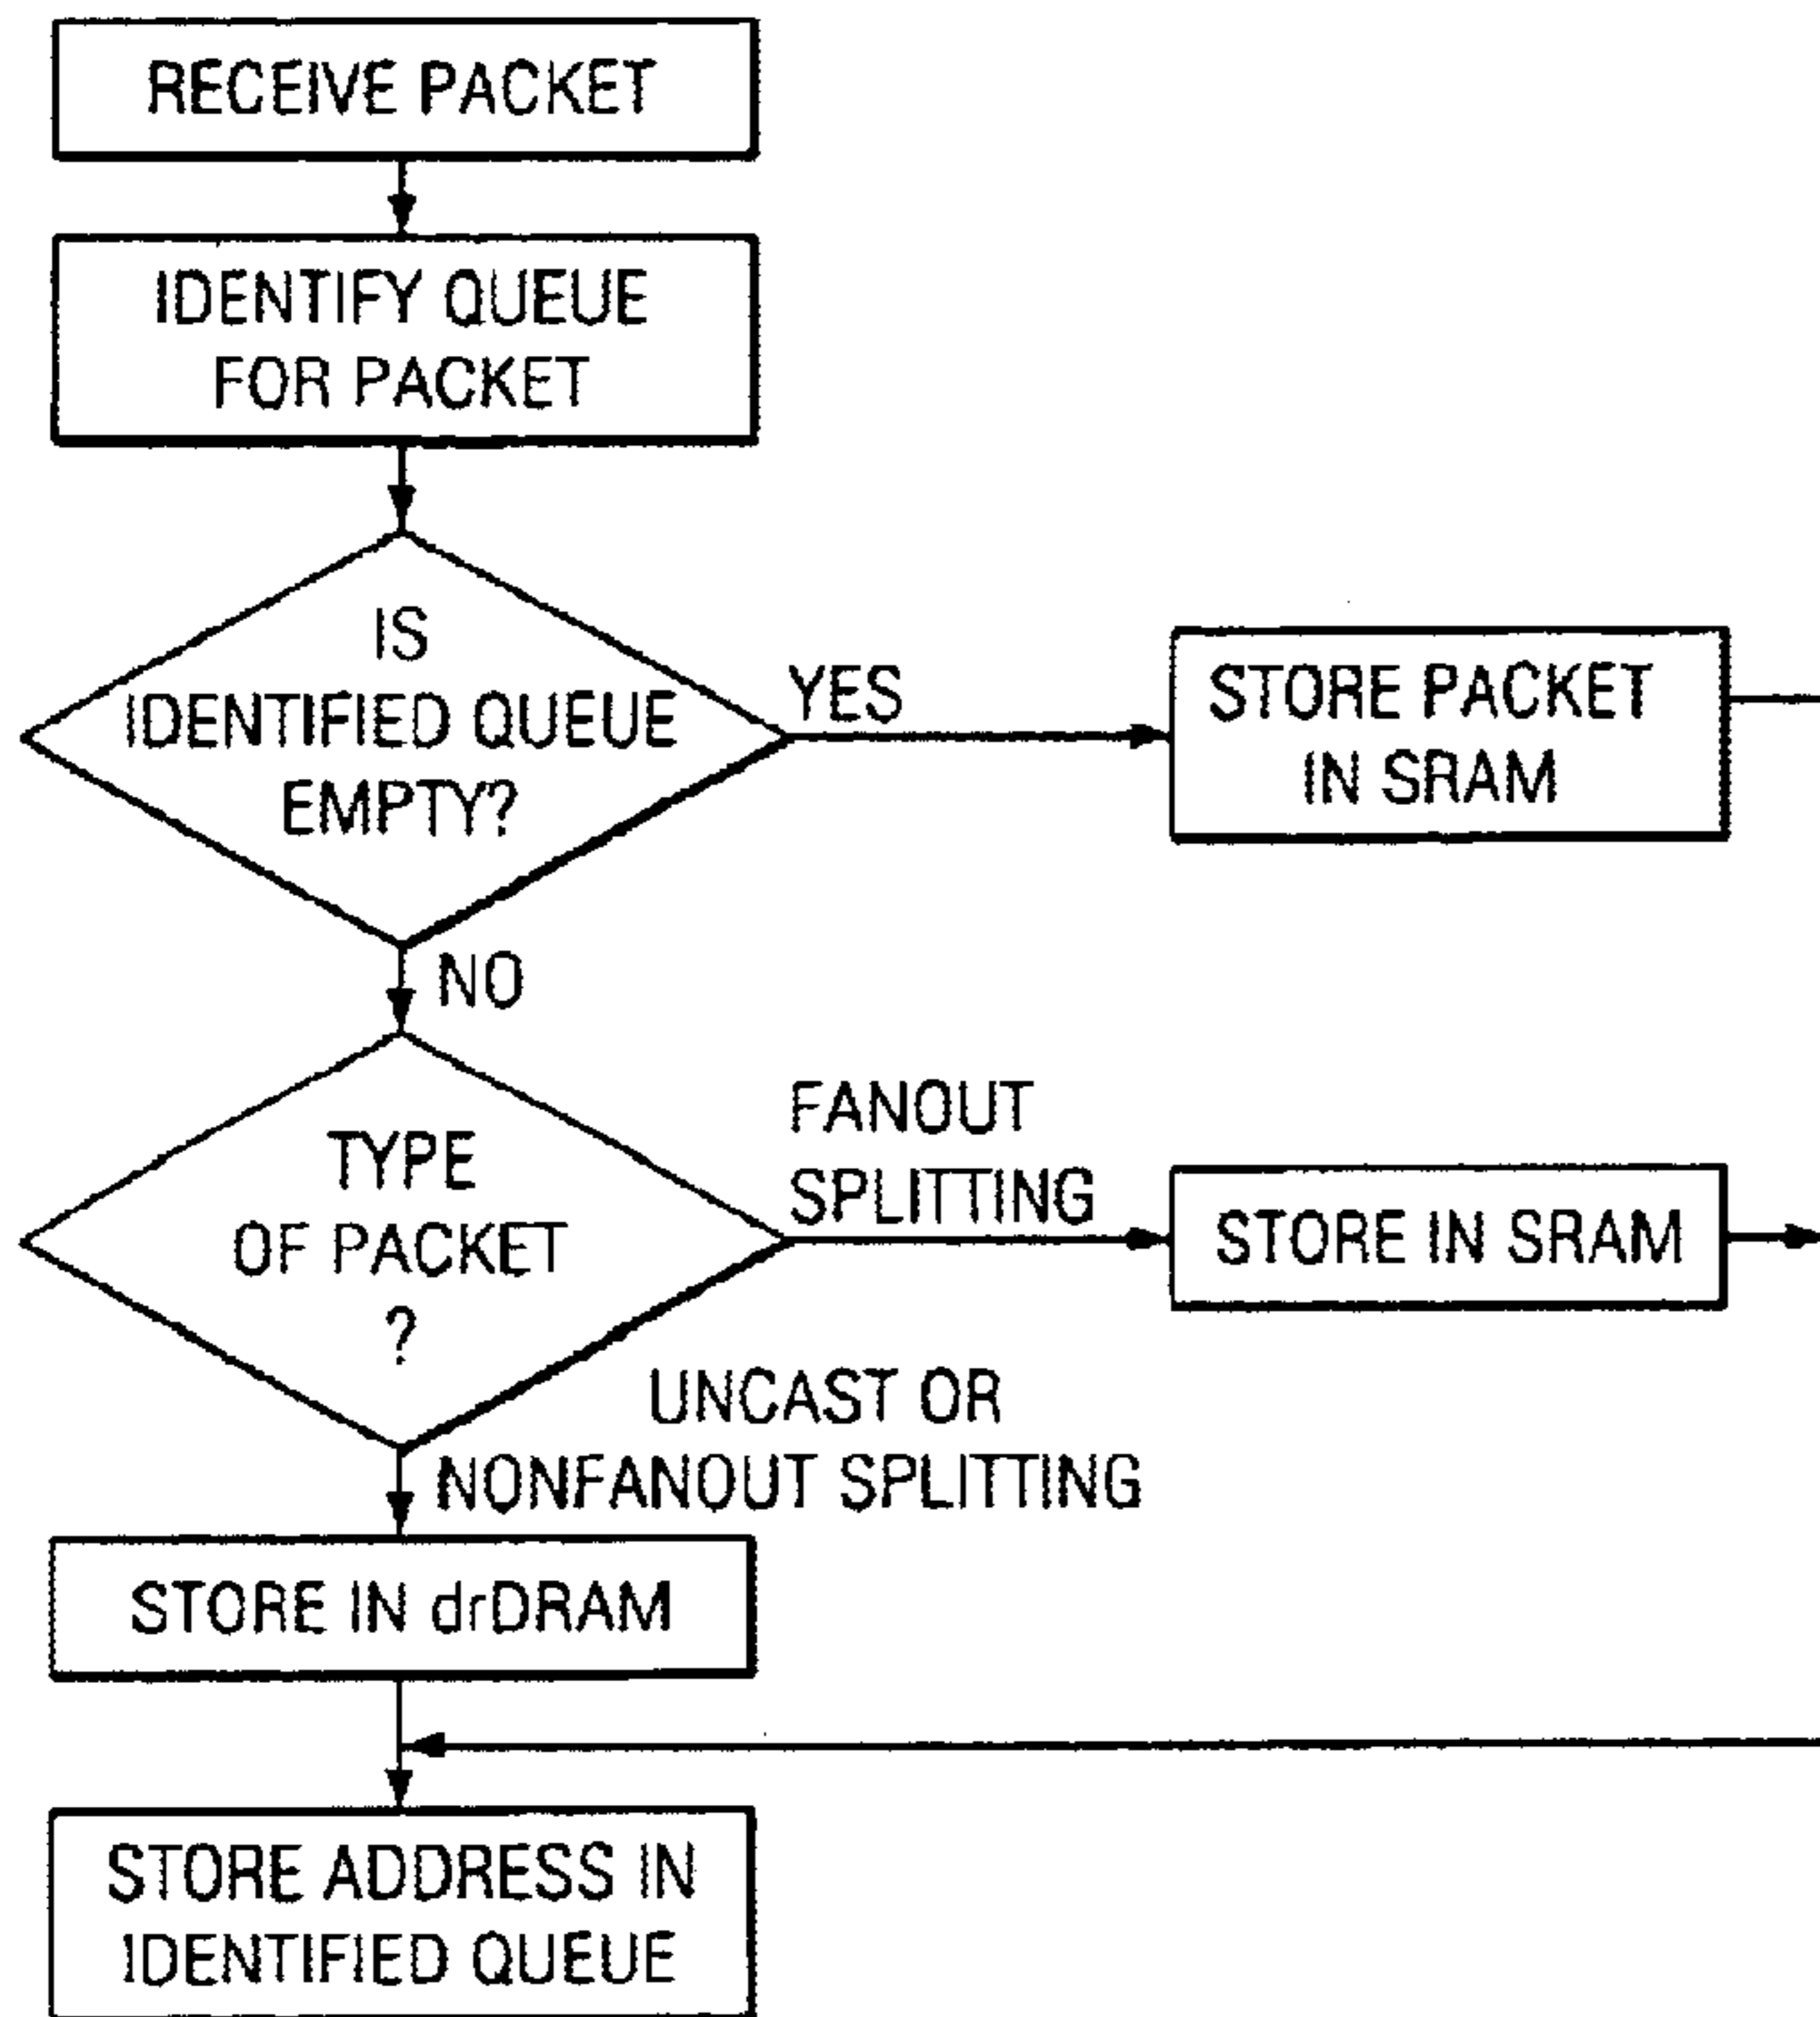 RECEIVE PACKET
IDENTIFY QUEUE
FOR PACKET
IS
IDENTIFIED QUEUE
EMPTY?
YES
STORE PACKET
IN SRAM
NO
TYPE
OF PACKET
?
FANOUT
SPLITTING
STORE IN SRAM
UNCAST OR
NONFANOUT SPLITTING
STORE IN drDRAM
STORE ADDRESS IN
IDENTIFIED QUEUE